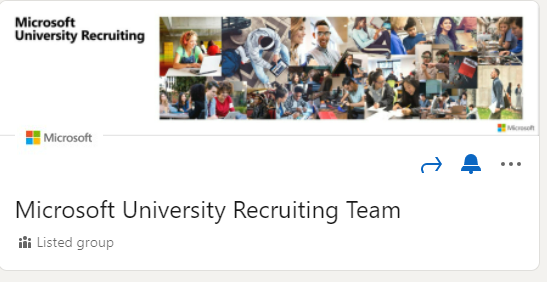 Microsoft
University Recruiting
Microsoft
Microsoft
Microsoft University Recruiting Team
Listed group